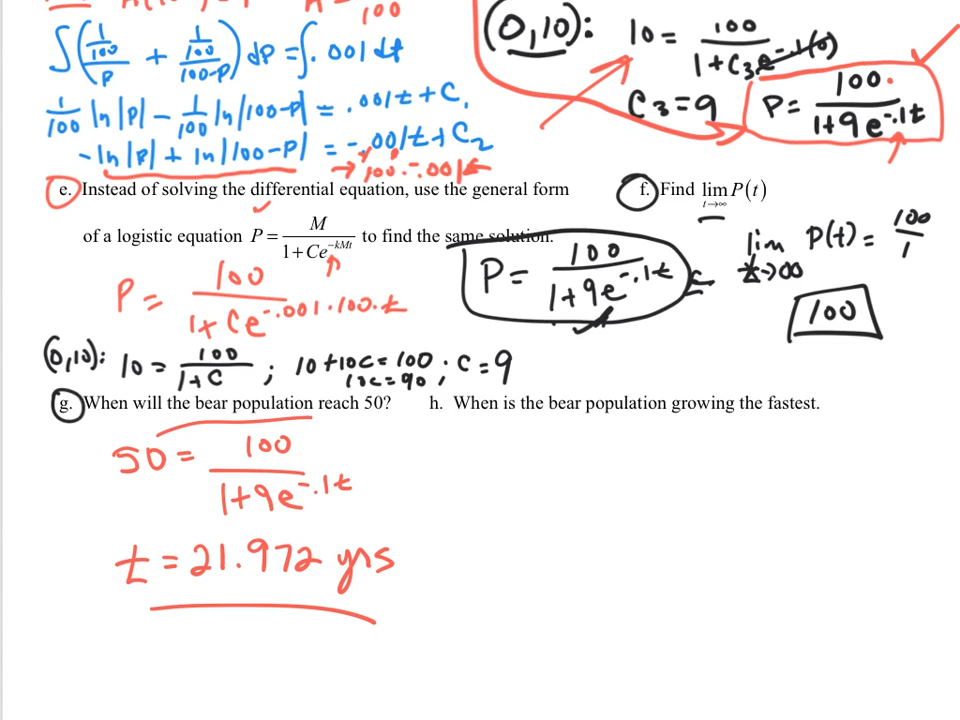 100
∫(1/100/P + 1/100/100-P) dP = ∫.001 dt
1/100 ln|P| - 1/100 ln|100-P| = .001t + C,
-ln|P| + ln|100-P| = -.001t + C2
→ 100 · -.001t
(0,10): 10 = 100/1+C3e^-.1(0)
C3 = 9
P = 100/1+9e^-.1t
e. Instead of solving the differential equation, use the general form
of a logistic equation P = M/1+Ce^-kMt to find the same solution.
P = 100/1+Ce^-.001·100·t
P = 100/1+9e^-.1t
(0,10): 10 = 100/1+C ; 10+10C=100 · C=9
10C=90,
f. Find lim t→∞ P(t)
lim t→∞ P(t) = 100/1
100
g. When will the bear population reach 50?
50 = 100/1+9e^-.1t
t = 21.972 yrs
h. When is the bear population growing the fastest.